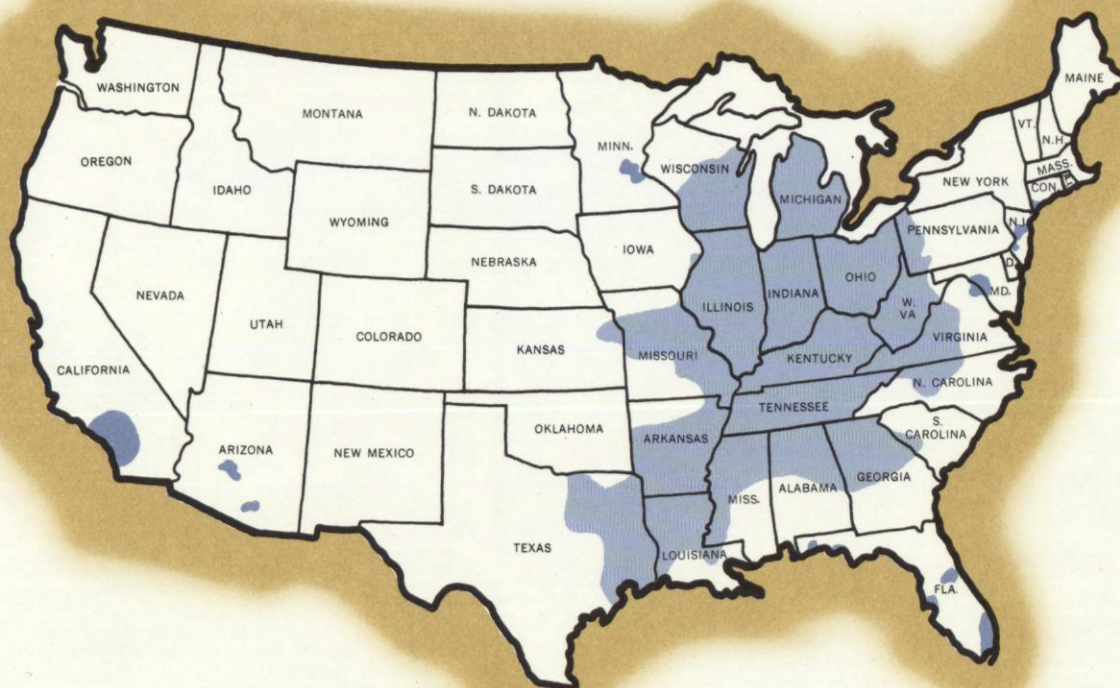 WASHINGTON
MONTANA
N. DAKOTA
MINN.
MAINE
VT.
N.H.
OREGON
IDAHO
S. DAKOTA
WISCONSIN
MICHIGAN
NEW YORK
MASS.
CON.
WYOMING
IOWA
PENNSYLVANIA
N.J.
NEBRASKA
NEVADA
UTAH
COLORADO
KANSAS
ILLINOIS
INDIANA
OHIO
W.
VA
MD.
VIRGINIA
CALIFORNIA
MISSOURI
KENTUCKY
N. CAROLINA
TENNESSEE
ARIZONA
NEW MEXICO
OKLAHOMA
ARKANSAS
S.
CAROLINA
MISS.
ALABAMA
GEORGIA
TEXAS
LOUISIANA
FLA.